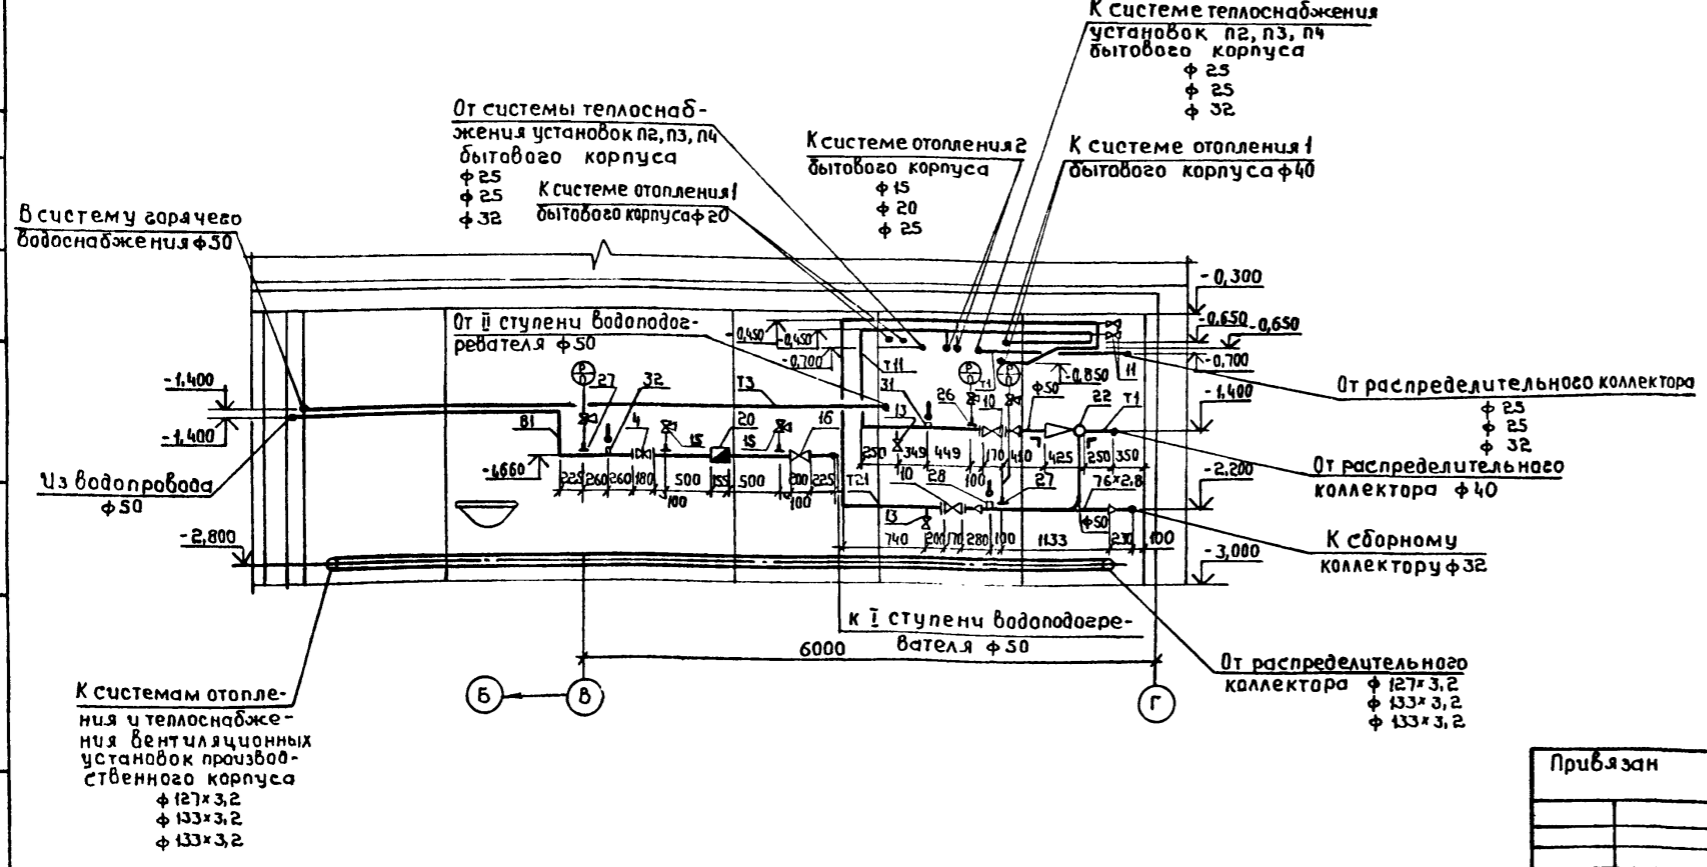 К системе теплоснабжения
установок П2, П3, П4
бытового корпуса
ф 25
ф 25
ф 32
От системы теплоснаб-
жения установок П2, П3, П4
бытового корпуса
ф 25
ф 25
ф 32
К системе отопления 1
бытового корпуса ф 20
К системе отопления 2
бытового корпуса
ф 15
ф 20
ф 25
К системе отопления 1
бытового корпуса ф 40
В систему горячего
водоснабжения ф 50
От II ступени водоподог-
ревателя ф 50
-0,300
-0,650
-0,650
-0,450
-0,450
-0,700
-0,700
-0,850
Т11
11
-1,400
-1,400
27
32
Т3
31
26
Т1
10
ф50
22
Т1
-1,400
В1
4
15
20
15
16
13
-1,660
225 260 260 180 500 155 500 200 225
100 100
250 349 449 170 410 425 250 350
100
Т21
10
28
27
76×2,8
-2,200
13
ф50
740 200 170 280 100 1133 230 100
-2,800
-3,000
Из водопровода
ф 50
От распределительного коллектора
ф 25
ф 25
ф 32
От распределительного
коллектора ф 40
К сборному
коллектору ф 32
К I ступени водоподогре-
вателя ф 50
6000
Б
В
Г
От распределительного
коллектора ф 127×3,2
ф 133×3,2
ф 133×3,2
К системам отопле-
ния и теплоснабже-
ния вентиляционных
установок производ-
ственного корпуса
ф 127×3,2
ф 133×3,2
ф 133×3,2
Привязан